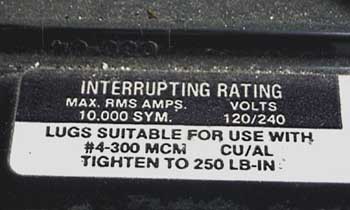 INTERRUPTING RATING
MAX. RMS AMPS. VOLTS
10.000 SYM. 120/240
LUGS SUITABLE FOR USE WITH
#4-300 MCM CU/AL
TIGHTEN TO 250 LB-IN